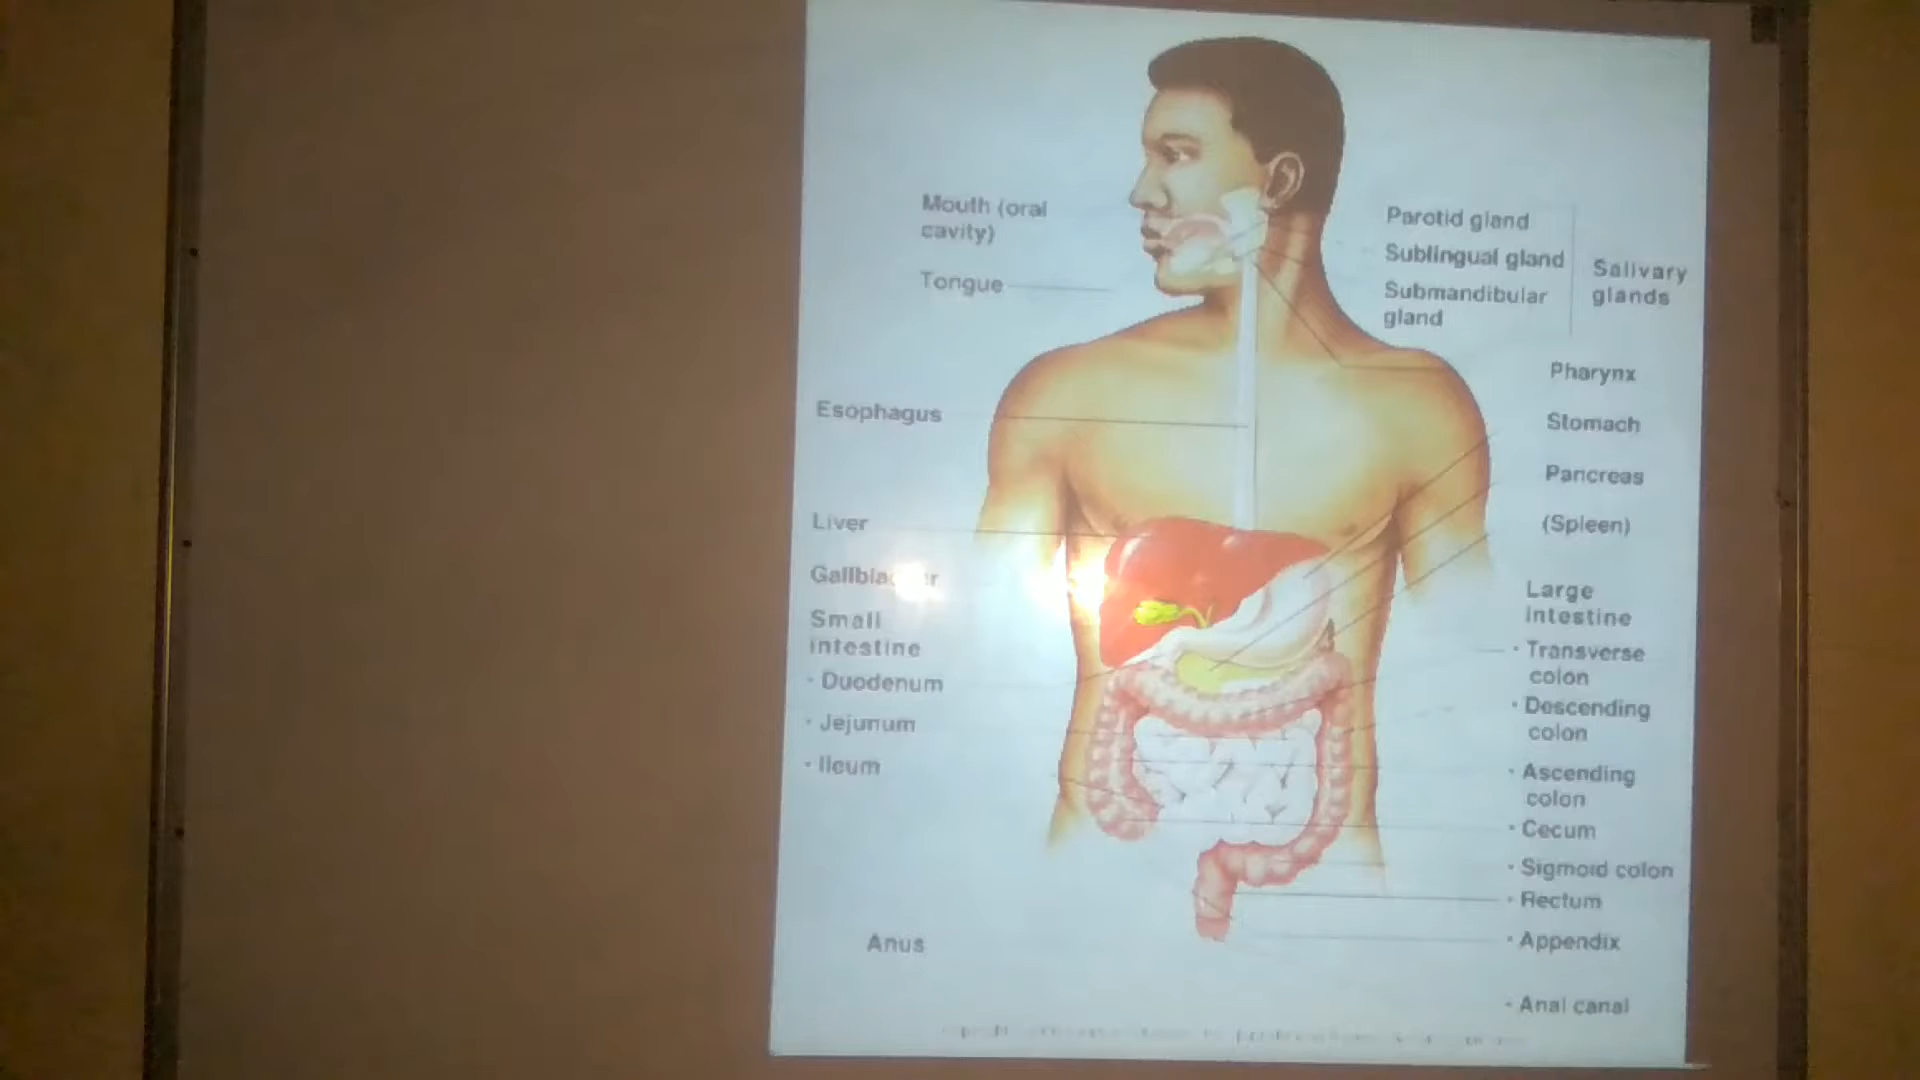 Mouth (oral
cavity)
Tongue
Esophagus
Liver
Small
intestine
· Duodenum
· Jejunum
· Ileum
Anus
Parotid gland
Sublingual gland
Submandibular
gland
Salivary
glands
Pharynx
Stomach
Pancreas
(Spleen)
Large
intestine
· Transverse
colon
· Descending
colon
· Ascending
colon
· Cecum
· Sigmoid colon
· Rectum
· Appendix
· Anal canal